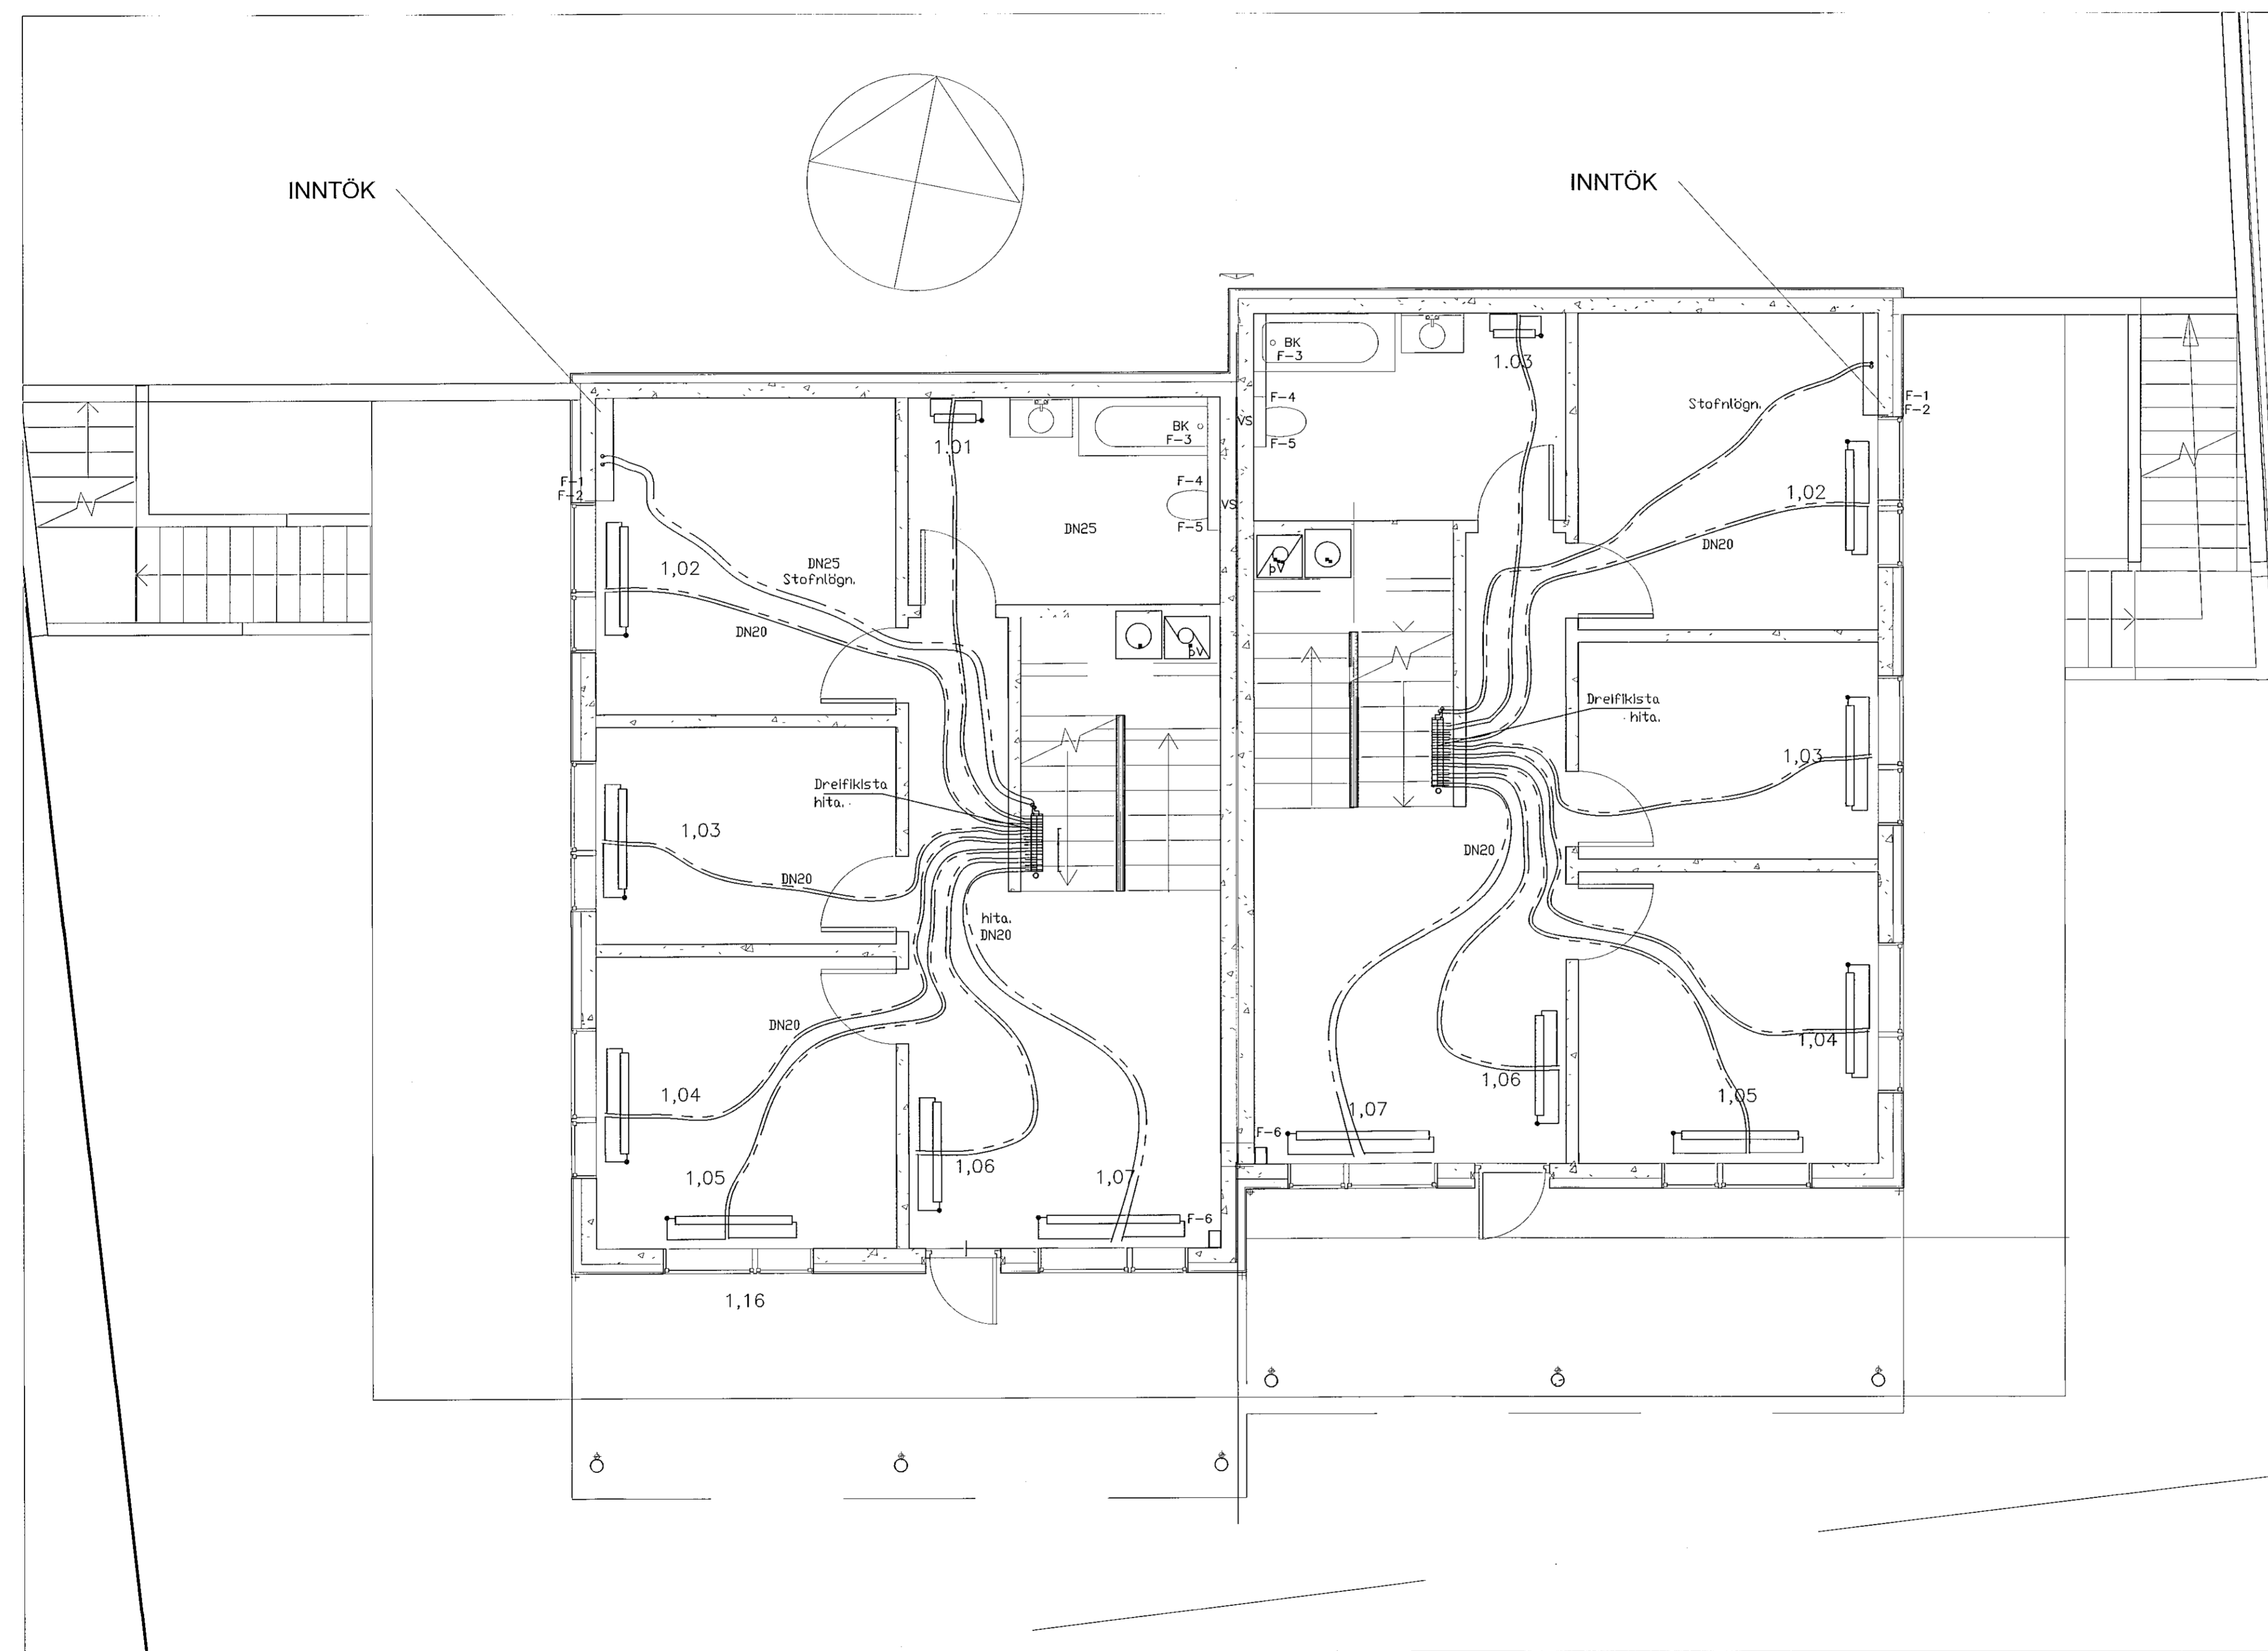 INNTÖK
INNTÖK
BK
F-3
1.03
F-4
VS
F-5
Stofnlögn.
F-1
F-2
1.01
BK
F-3
F-4
VS
F-5
F-1
F-2
DN25
1,02
DN20
pV
1,02
DN25
Stofnlögn.
DN20
pV
Dreifikista
hita.
1,03
Dreifikista
hita.
1,03
DN20
DN20
hita.
DN20
DN20
1,04
1,04
1,05
1,06
1,07
F-6
1,05
1,06
1,07
F-6
1,16